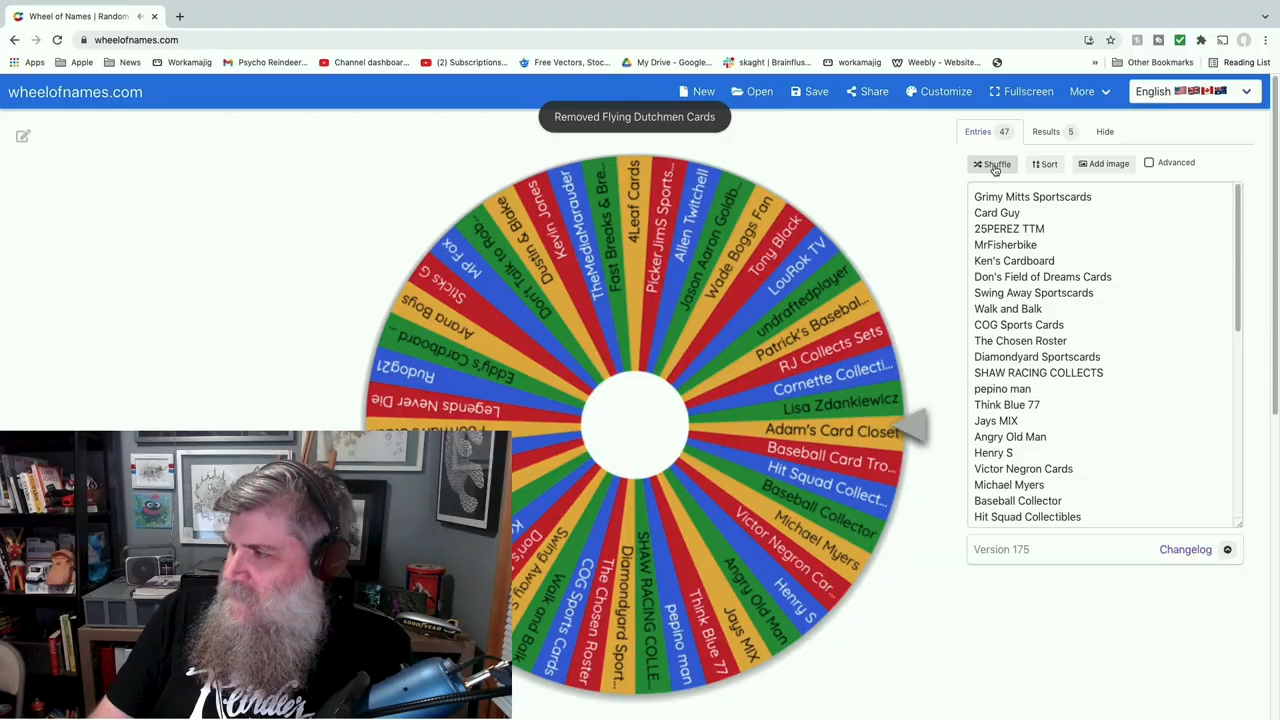 Wheel of Names | Random
wheelofnames.com
Apps
Apple
News
Workamajig
Psycho Reindeer...
Channel dashboar...
(2) Subscriptions...
Free Vectors, Stoc...
My Drive - Google...
skaght | Brainflus...
workamajig
Weebly - Website...
»
Other Bookmarks
Reading List
wheelofnames.com
New
Open
Save
Share
Customize
Fullscreen
More
English
Removed Flying Dutchmen Cards
Entries 47
Results 5
Hide
Shuffle
Sort
Add image
Advanced
Grimy Mitts Sportscards
Card Guy
25PEREZ TTM
MrFisherbike
Ken's Cardboard
Don's Field of Dreams Cards
Swing Away Sportscards
Walk and Balk
COG Sports Cards
The Chosen Roster
Diamondyard Sportscards
SHAW RACING COLLECTS
pepino man
Think Blue 77
Jays MIX
Angry Old Man
Henry S
Victor Negron Cards
Michael Myers
Baseball Collector
Hit Squad Collectibles
Version 175
Changelog
4Leaf Cards
PickerJimS Sports...
Allen Twitchell
Jason Aaron Goldb...
Wade Boggs Fan
Tony Black
LouRok TV
undraftedplayer
Patrick's Basebal...
RJ Collects Sets
Cornette Collecti...
Lisa Zdankiewicz
Adam's Card Closet
Baseball Card Tro...
Hit Squad Collect...
Baseball Collector
Michael Myers
Victor Negron Car...
Henry S
Angry Old Man
Jays MIX
Think Blue 77
pepino man
SHAW RACING COLLE...
Diamondyard Sport...
The Chosen Roster
COG Sports Cards
Walk and Balk
Swing Away S
Don's
Legends Never Die
Rudog21
Eddy's Cardboard ...
Arana Boys
Sticks G
MP Fox
Don't Talk to Rob...
Dustin & Blake
Kevin Jones
TheMediaMarauder
Fast Breaks & Bre...
GOODYEAR